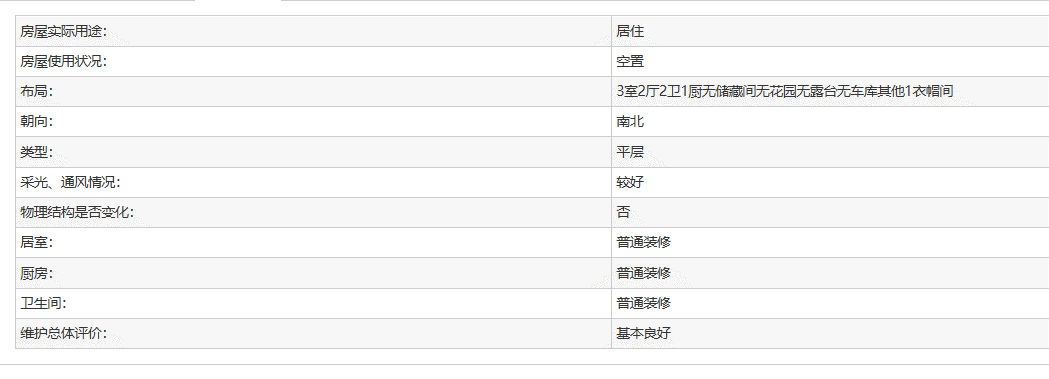 房屋实际用途： 居住
房屋使用状况： 空置
布局： 3室2厅2卫1厨无储藏间无花园无露台无车库其他1衣帽间
朝向： 南北
类型： 平层
采光、通风情况： 较好
物理结构是否变化： 否
居室： 普通装修
厨房： 普通装修
卫生间： 普通装修
维护总体评价： 基本良好